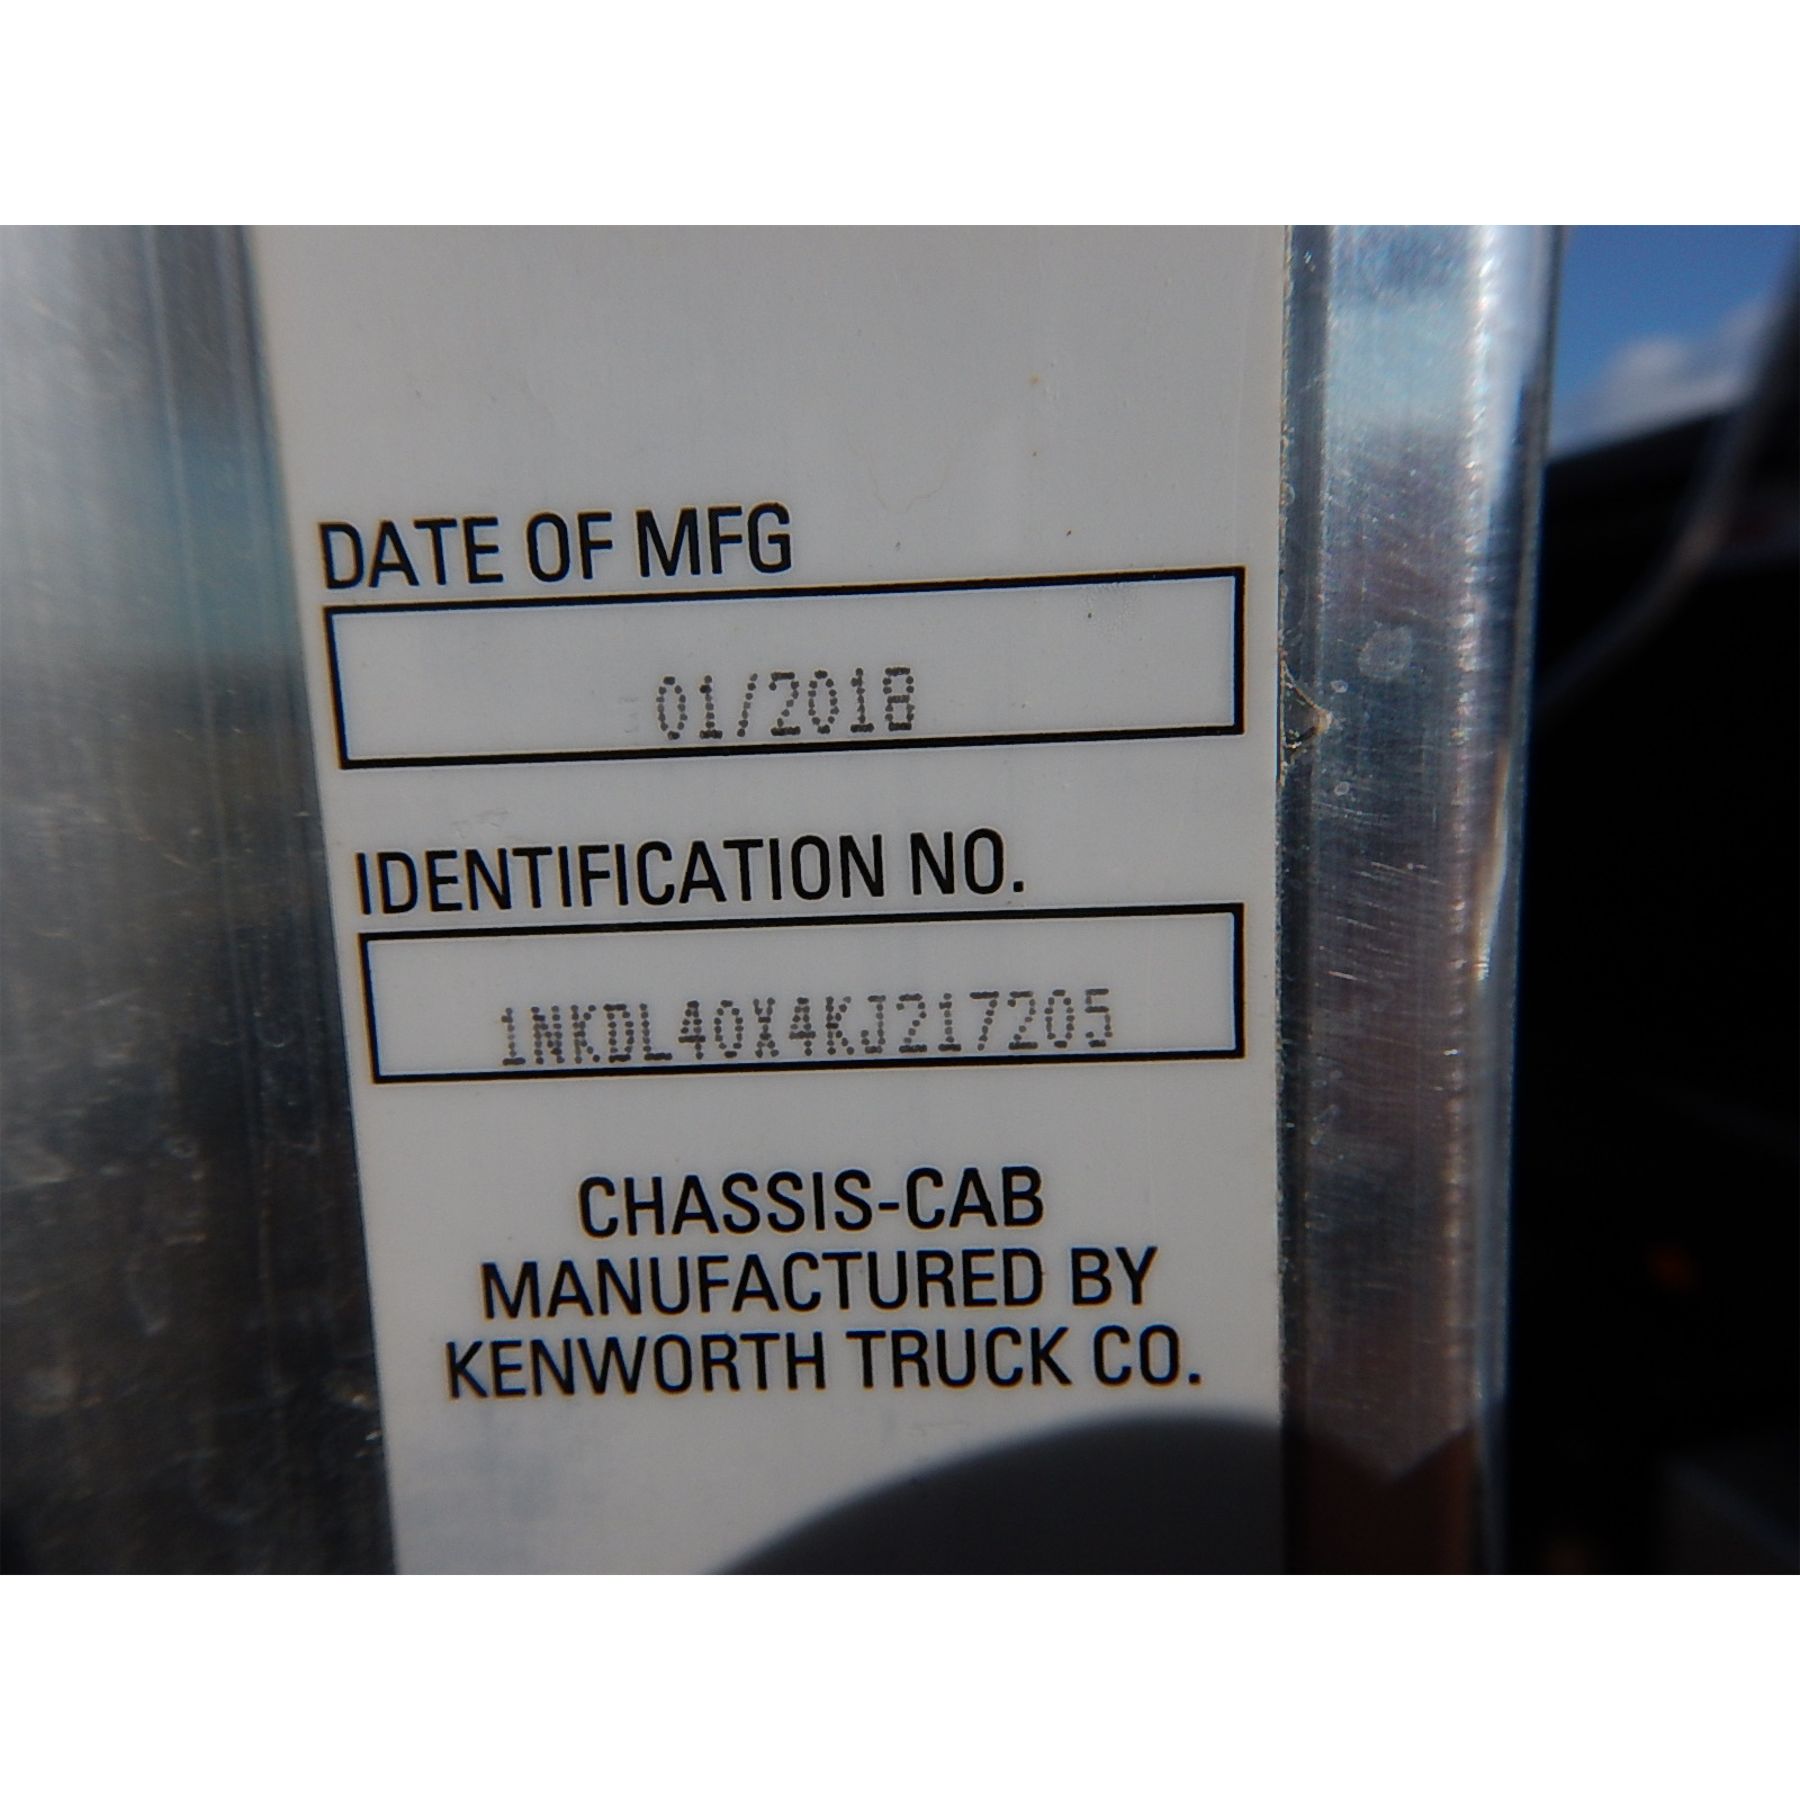 DATE OF MFG
01/2018
IDENTIFICATION NO.
1NKDL40X4KJ217205
CHASSIS-CAB
MANUFACTURED BY
KENWORTH TRUCK CO.